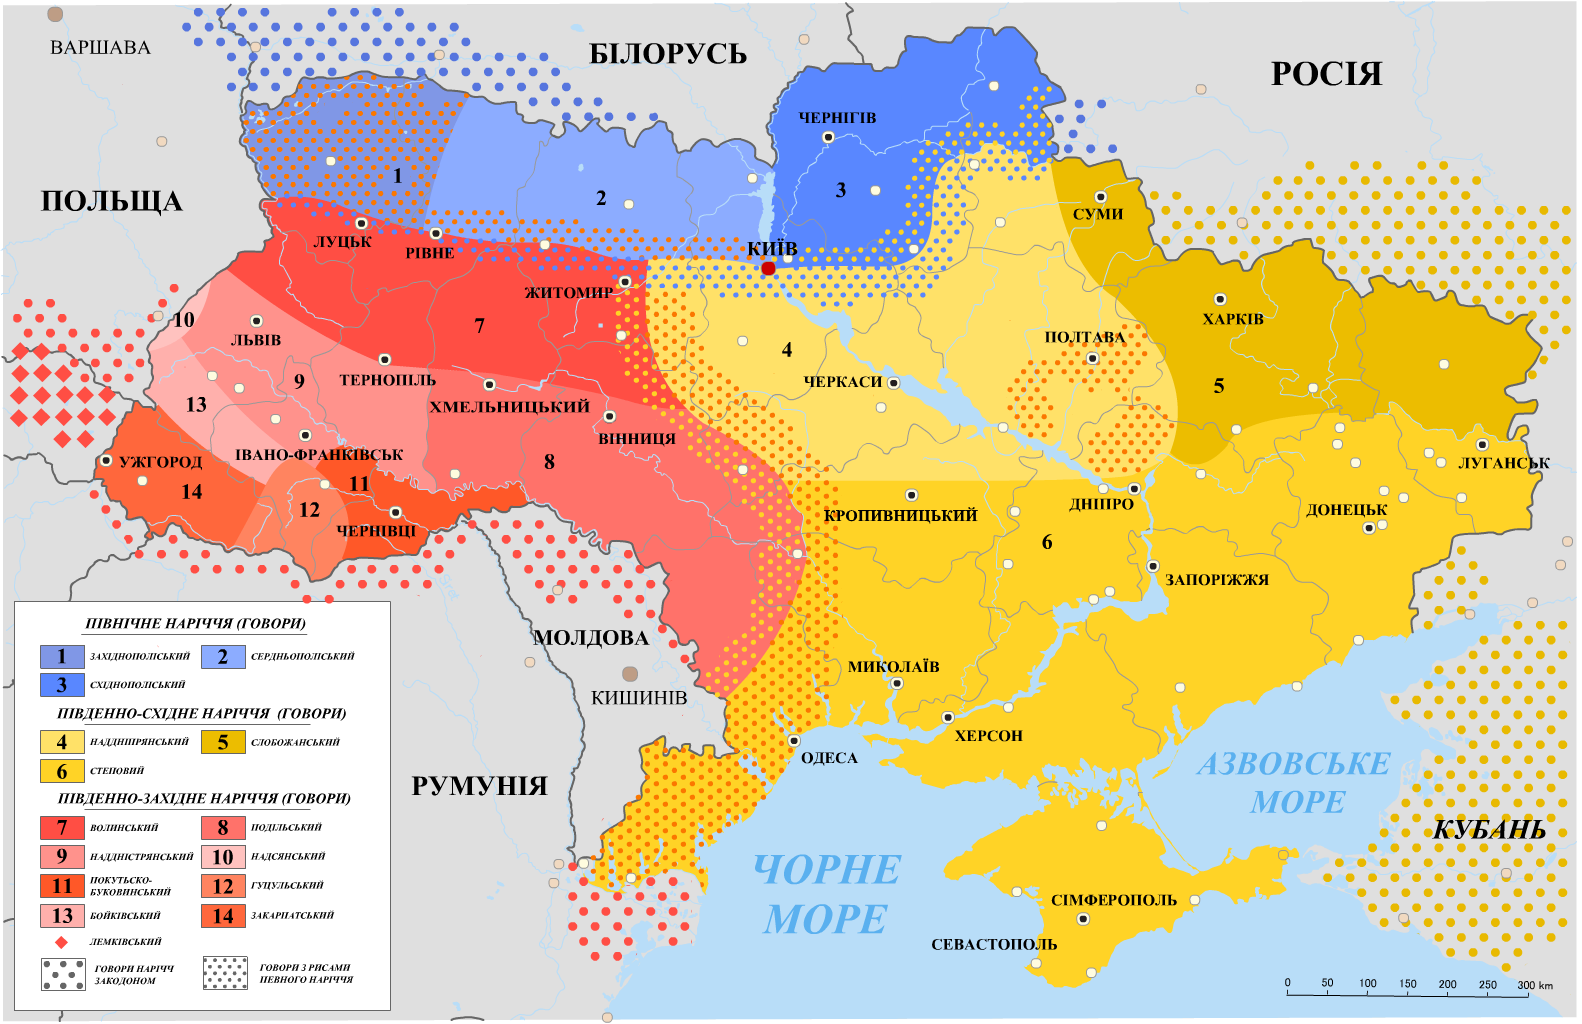 ВАРШАВА
БІЛОРУСЬ
РОСІЯ
ЧЕРНІГІВ
ПОЛЬЩА
1
2
3
СУМИ
ЛУЦЬК
РІВНЕ
КИЇВ
ЖИТОМИР
ХАРКІВ
10
ЛЬВІВ
7
4
ПОЛТАВА
ТЕРНОПІЛЬ
9
ЧЕРКАСИ
5
13
ХМЕЛЬНИЦЬКИЙ
ВІННИЦЯ
ІВАНО-ФРАНКІВСЬК
УЖГОРОД
8
ЛУГАНСЬК
14
11
12
ЧЕРНІВЦІ
КРОПИВНИЦЬКИЙ
ДНІПРО
ДОНЕЦЬК
6
ЗАПОРІЖЖЯ
МОЛДОВА
КИШИНІВ
МИКОЛАЇВ
ХЕРСОН
ОДЕСА
РУМУНІЯ
АЗВОВСЬКЕ
МОРЕ
КУБАНЬ
ЧОРНЕ
МОРЕ
СІМФЕРОПОЛЬ
СЕВАСТОПОЛЬ
ПІВНІЧНЕ НАРІЧЧЯ (ГОВОРИ)
1 ЗАХІДНОПОЛІСЬКИЙ 2 СЕРДНЬОПОЛІСЬКИЙ
3 СХІДНОПОЛІСЬКИЙ
ПІВДЕННО-СХІДНЕ НАРІЧЧЯ (ГОВОРИ)
4 НАДДНІПРЯНСЬКИЙ 5 СЛОБОЖАНСЬКИЙ
6 СТЕПОВИЙ
ПІВДЕННО-ЗАХІДНЕ НАРІЧЧЯ (ГОВОРИ)
7 ВОЛИНСЬКИЙ 8 ПОДІЛЬСЬКИЙ
9 НАДДНІСТРЯНСЬКИЙ 10 НАДСЯНСЬКИЙ
11 ПОКУТЬСКО-
БУКОВИНСЬКИЙ 12 ГУЦУЛЬСЬКИЙ
13 БОЙКІВСЬКИЙ 14 ЗАКАРПАТСЬКИЙ
ЛЕМКІВСЬКИЙ
ГОВОРИ НАРІЧЧ
ЗАКОДОНОМ
ГОВОРИ З РИСАМИ
ПЕВНОГО НАРІЧЧЯ
0 50 100 150 200 250 300 km